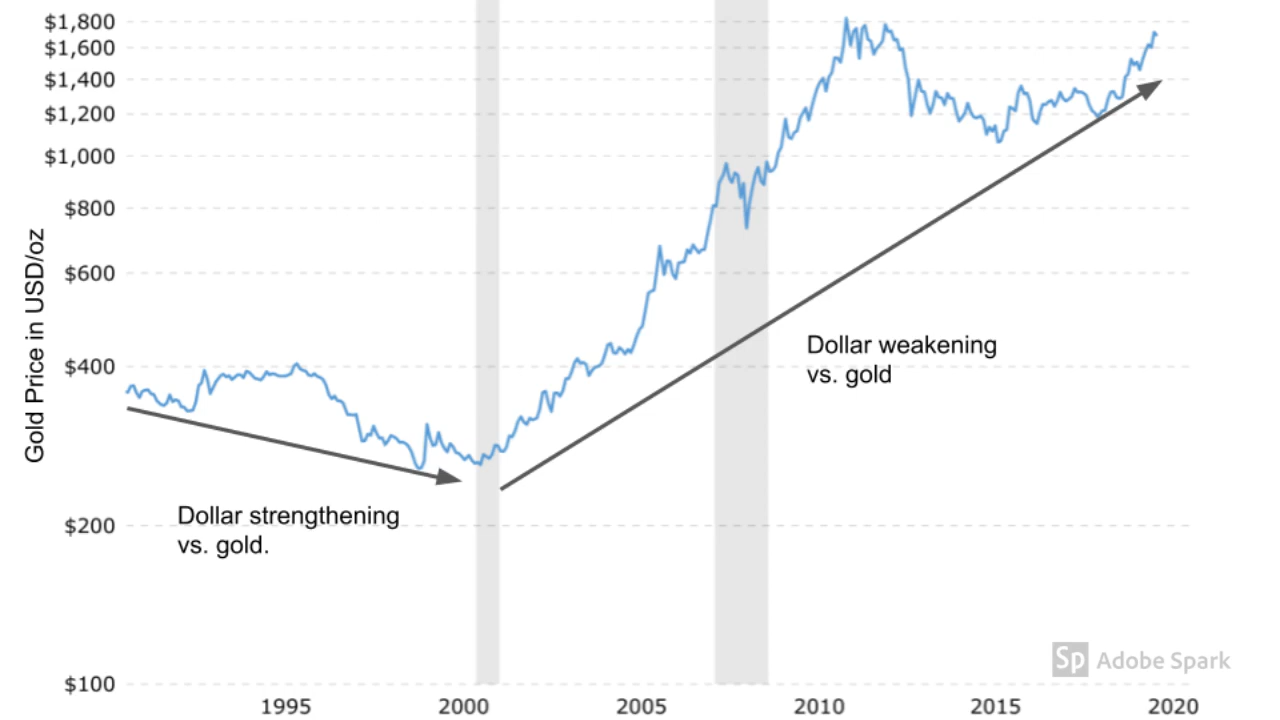 $1,800
$1,600
$1,400
$1,200
$1,000
$800
$600
$400
$200
$100
Gold Price in USD/oz
Dollar weakening
vs. gold
Dollar strengthening
vs. gold.
Sp Adobe Spark
1995 2000 2005 2010 2015 2020